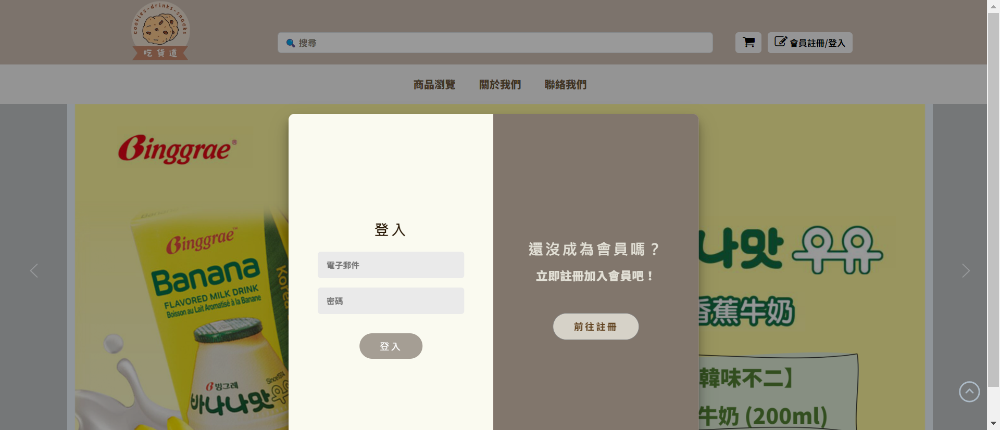 cookies-drinks-snacks
吃貨道
搜尋
會員註冊/登入
商品瀏覽
關於我們
聯絡我們
Binggrae®
Binggrae™
Banana
FLAVORED MILK DRINK
Boisson au Lait Aromatisé à la Banane
Korea
Since1974
빙그레
바나나맛우
登入
電子郵件
密碼
登入
還沒成為會員嗎？
立即註冊加入會員吧！
前往註冊
나맛 우유
香蕉牛奶
韓味不二】
牛奶 (200ml)